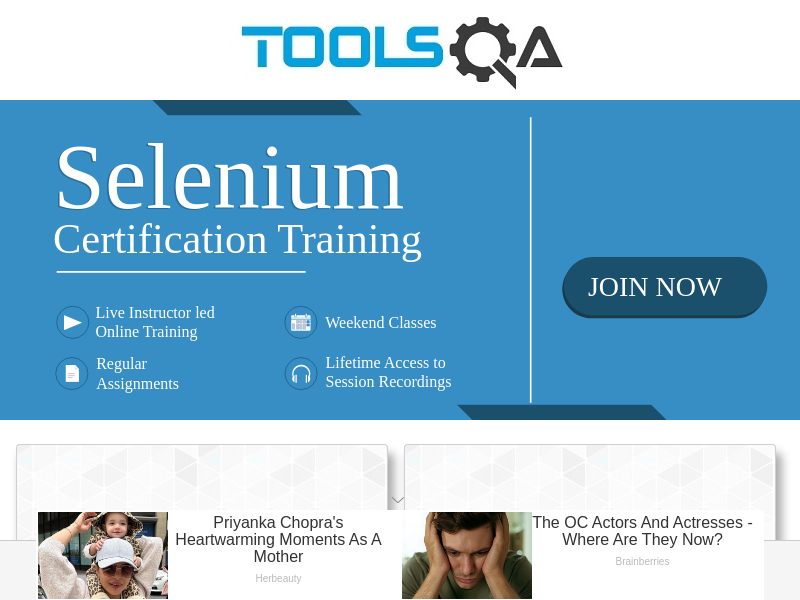 TOOLSQA
Selenium
Certification Training
Live Instructor led
Online Training
Weekend Classes
Regular
Assignments
Lifetime Access to
Session Recordings
JOIN NOW
Priyanka Chopra's
Heartwarming Moments As A
Mother
Herbeauty
The OC Actors And Actresses -
Where Are They Now?
Brainberries